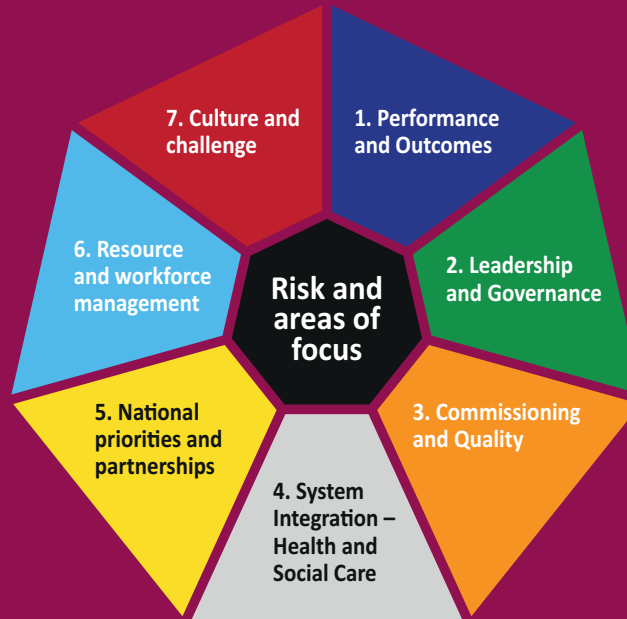 7. Culture and
challenge
1. Performance
and Outcomes
6. Resource
and workforce
management
2. Leadership
and Governance
Risk and
areas of
focus
5. National
priorities and
partnerships
3. Commissioning
and Quality
4. System
Integration –
Health and
Social Care